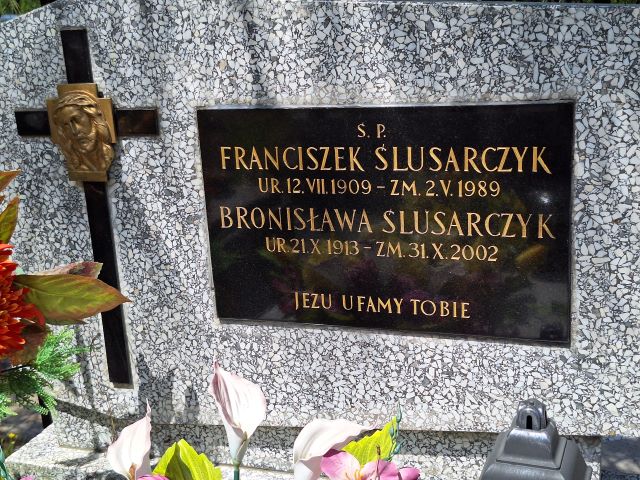 Ś. P.
FRANCISZEK ŚLUSARCZYK
UR. 12. VII. 1909 - ZM. 2. V. 1989
BRONISŁAWA ŚLUSARCZYK
UR. 21. X 1913 - ZM. 31. X. 2002
JEZU UFAMY TOBIE